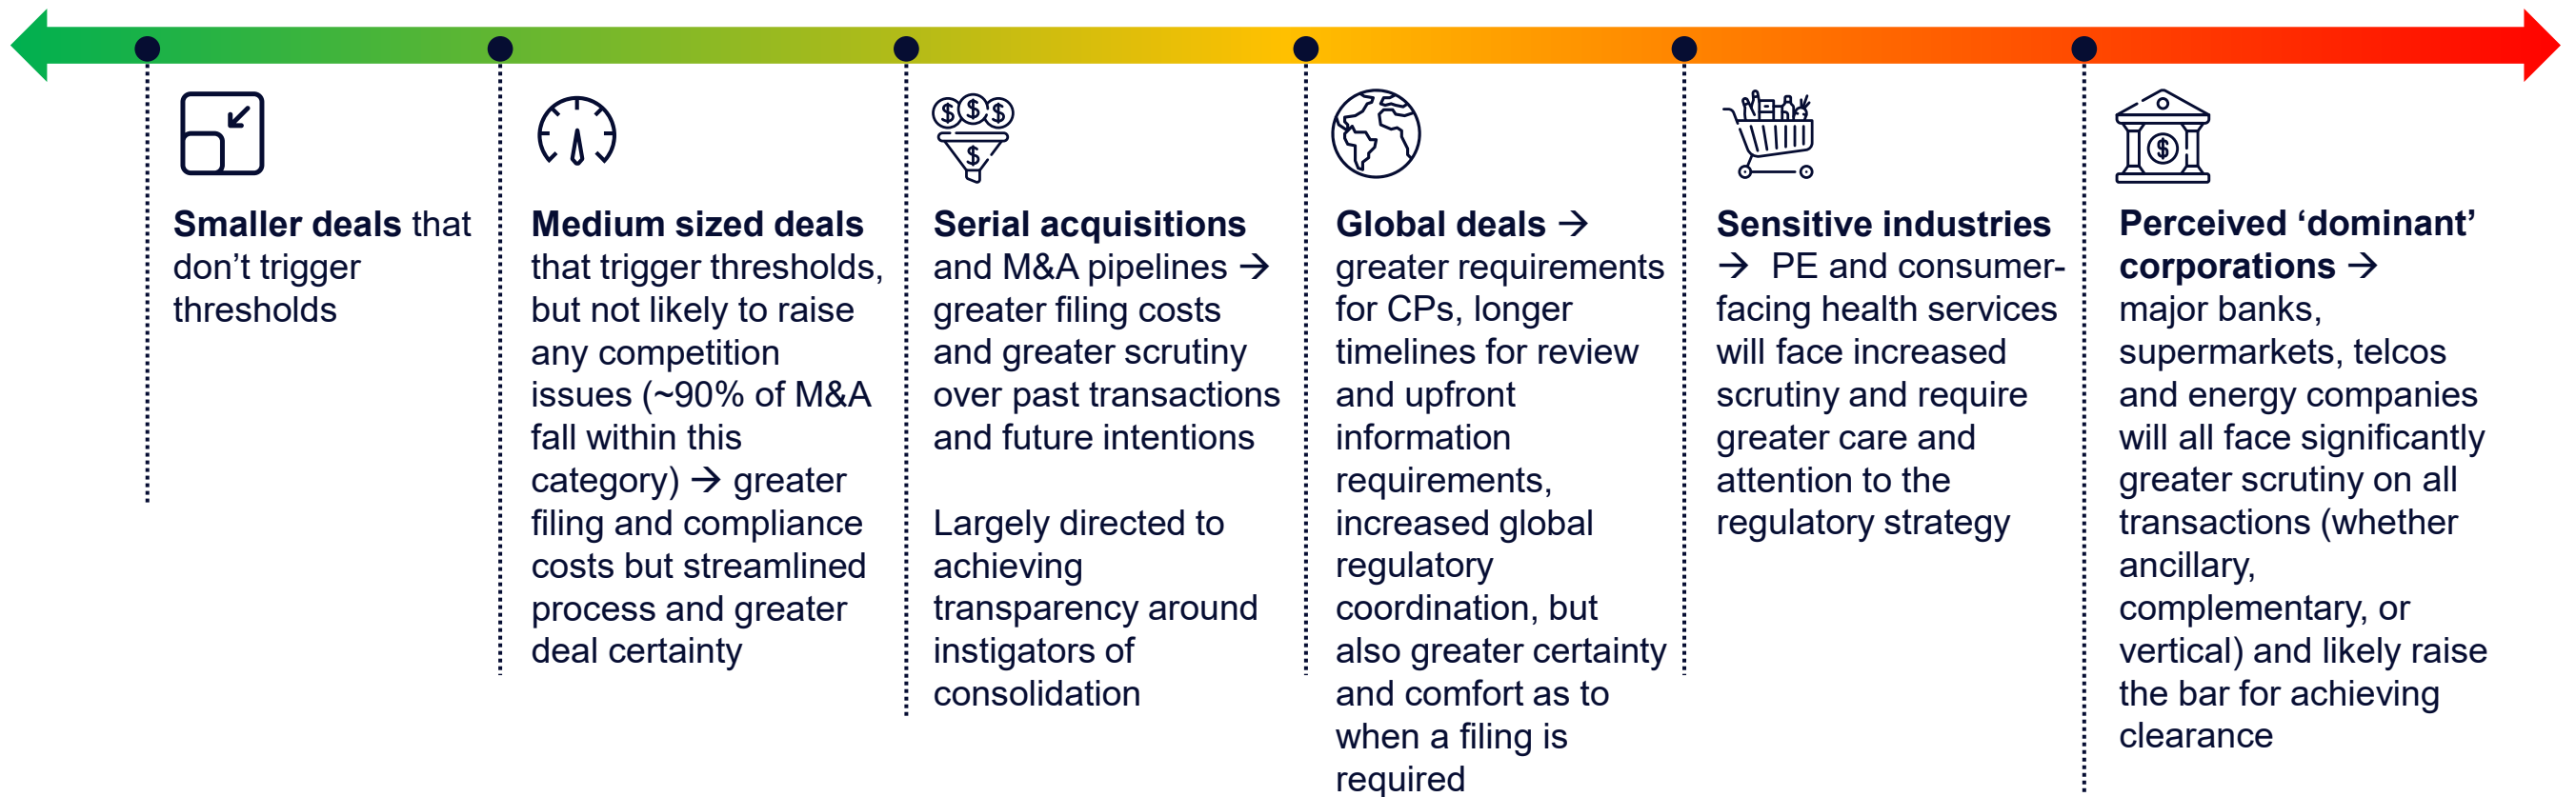 Smaller deals that
don't trigger
thresholds
Medium sized deals
that trigger thresholds,
but not likely to raise
any competition
issues (~90% of M&A
fall within this
category) → greater
filing and compliance
costs but streamlined
process and greater
deal certainty
Serial acquisitions
and M&A pipelines →
greater filing costs
and greater scrutiny
over past transactions
and future intentions
Largely directed to
achieving
transparency around
instigators of
consolidation
Global deals →
greater requirements
for CPs, longer
timelines for review
and upfront
information
requirements,
increased global
regulatory
coordination, but
also greater certainty
and comfort as to
when a filing is
required
Sensitive industries
→ PE and consumer-
facing health services
will face increased
scrutiny and require
greater care and
attention to the
regulatory strategy
Perceived ‘dominant’
corporations →
major banks,
supermarkets, telcos
and energy companies
will all face significantly
greater scrutiny on all
transactions (whether
ancillary,
complementary, or
vertical) and likely raise
the bar for achieving
clearance